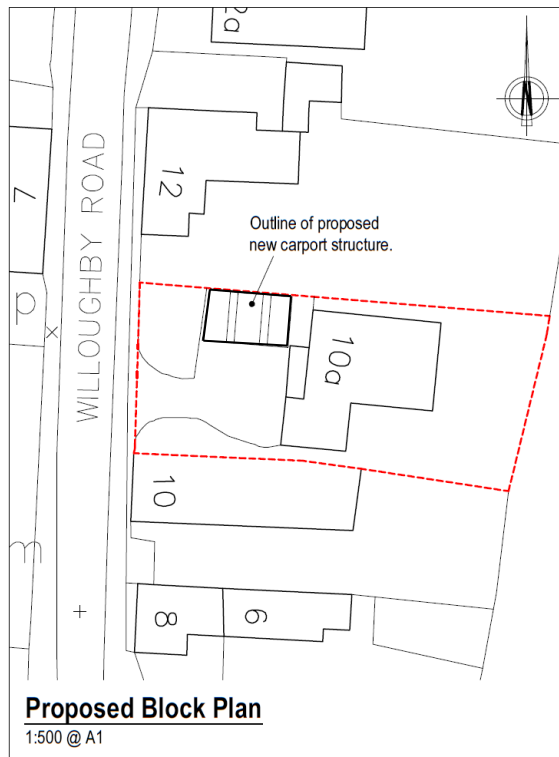 2a
N
12
7
Outline of proposed
new carport structure.
WILLOUGHBY ROAD
p
10a
10
m
8
6
Proposed Block Plan
1:500 @ A1